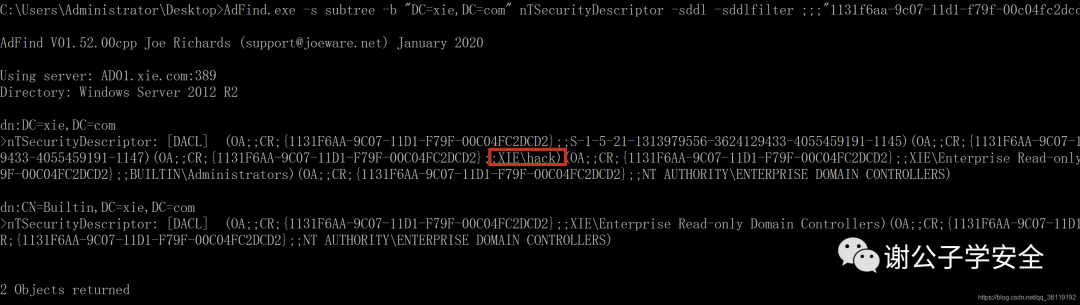 C:\Users\Administrator\Desktop>AdFind.exe -s subtree -b "DC=xie,DC=com" nTSecurityDescriptor -sddl -sddlfilter ;;;"1131f6aa-9c07-11d1-f79f-00c04fc2dcd
AdFind V01.52.00cpp Joe Richards (support@joeware.net) January 2020
Using server: AD01.xie.com:389
Directory: Windows Server 2012 R2
dn:DC=xie,DC=com
>nTSecurityDescriptor: [DACL] (OA;;CR;{1131F6AA-9C07-11D1-F79F-00C04FC2DCD2};;S-1-5-21-1313979556-3624129433-4055459191-1145)(OA;;CR;{1
9433-4055459191-1147)(OA;;CR;{1131F6AA-9C07-11D1-F79F-00C04FC2DCD2};;XIE\hack)(OA;;CR;{1131F6AA-9C07-11D1-F79F-00C04FC2DCD2};;XIE\Enterprise Read-only
9F-00C04FC2DCD2};;BUILTIN\Administrators)(OA;;CR;{1131F6AA-9C07-11D1-F79F-00C04FC2DCD2};;NT AUTHORITY\ENTERPRISE DOMAIN CONTROLLERS)
dn:CN=Builtin,DC=xie,DC=com
>nTSecurityDescriptor: [DACL] (OA;;CR;{1131F6AA-9C07-11D1-F79F-00C04FC2DCD2};;XIE\Enterprise Read-only Domain Controllers)(OA;;CR;{1131F6AA-9C07-11D1-
R;{1131F6AA-9C07-11D1-F79F-00C04FC2DCD2};;NT AUTHORITY\ENTERPRISE DOMAIN CONTROLLERS)
谢公子学安全
2 Objects returned
https://blog.csdn.net/qq_36119192